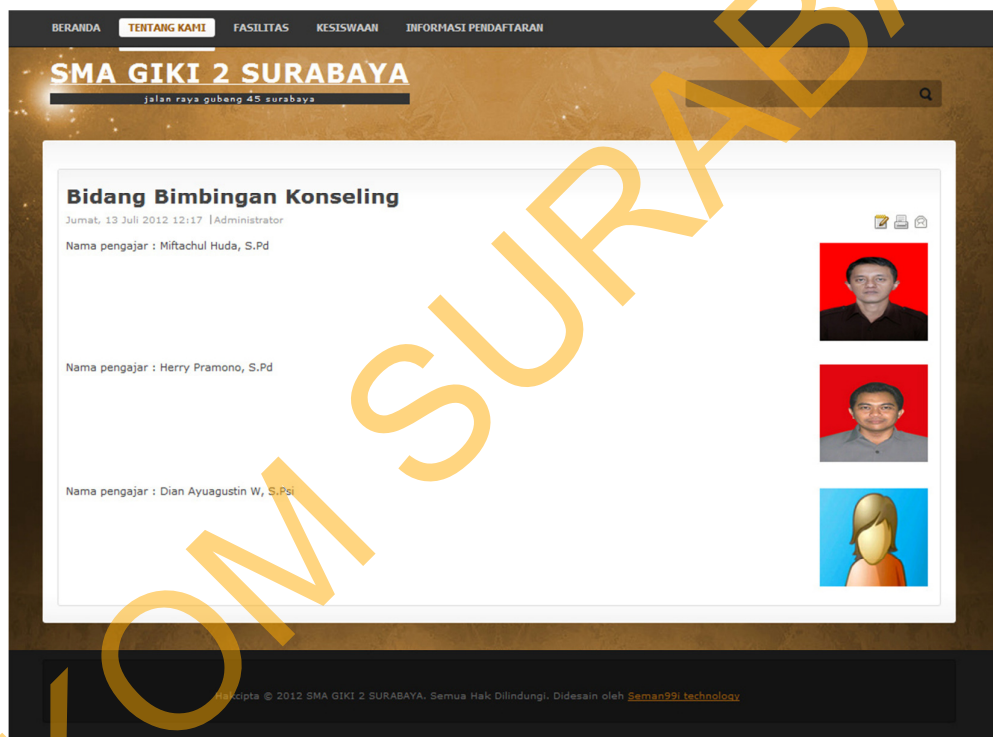 BERANDA TENTANG KAMI FASILITAS KESISWAAN INFORMASI PENDAFTARAN
SMA GIKI 2 SURABAYA
jalan raya gubeng 45 surabaya
Bidang Bimbingan Konseling
Jumat, 13 Juli 2012 12:17 | Administrator
Nama pengajar : Miftachul Huda, S.Pd
Nama pengajar : Herry Pramono, S.Pd
Nama pengajar : Dian Ayuagustin W, S.Psi
Hakcipta © 2012 SMA GIKI 2 SURABAYA. Semua Hak Dilindungi. Didesain oleh Seman99i technology
OM SURABA